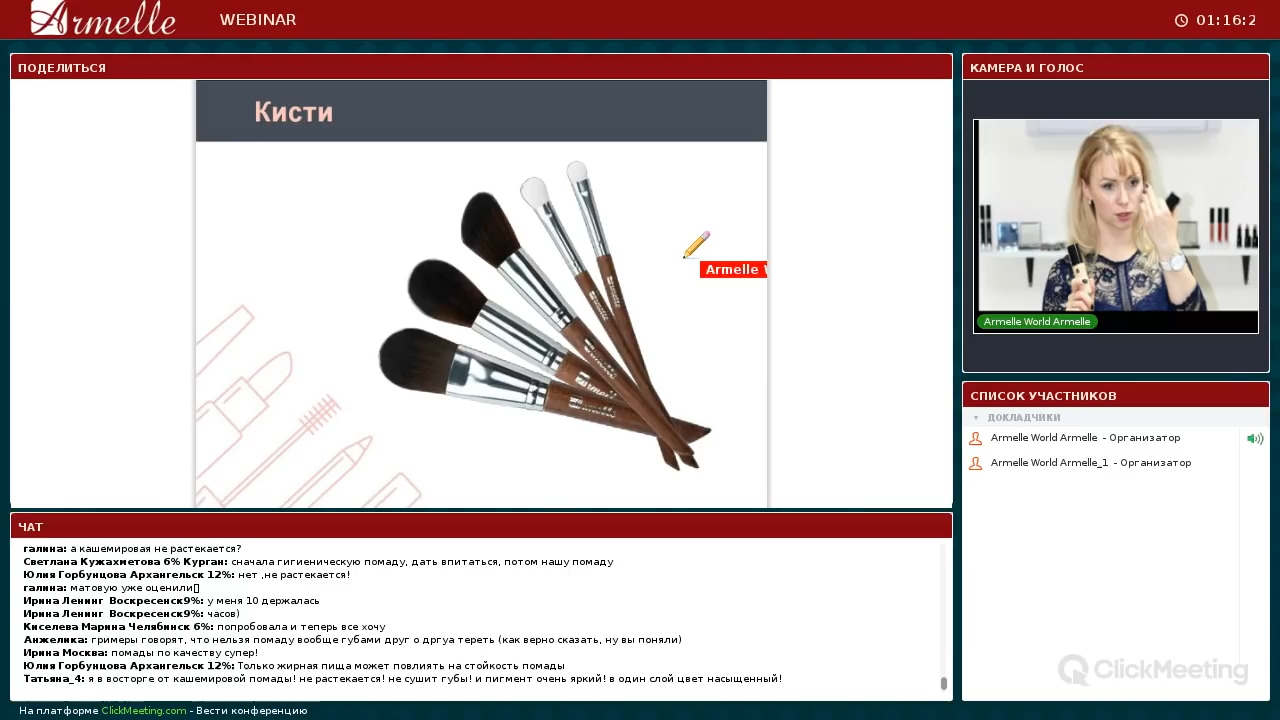 Armelle
WEBINAR
01:16:2
ПОДЕЛИТЬСЯ
Кисти
Armelle
Armelle
Armelle
Armelle
КАМЕРА И ГОЛОС
Armelle World Armelle
СПИСОК УЧАСТНИКОВ
ДОКЛАДЧИКИ
Armelle World Armelle - Организатор
Armelle World Armelle_1 - Организатор
ClickMeeting
ЧАТ
галина: а кашемировая не растекается?
Светлана Кужахметова 6% Курган: сначала гигиеническую помаду, дать впитаться, потом нашу помаду
Юлия Горбунцова Архангельск 12%: нет ,не растекается!
галина: матовую уже оценили
Ирина Ленинг Воскресенск9%: у меня 10 держалась
Ирина Ленинг Воскресенск9%: часов)
Киселева Марина Челябинск 6%: попробовала и теперь все хочу
Анжелика: гримеры говорят, что нельзя помаду вообще губами друг о дргуа тереть (как верно сказать, ну вы поняли)
Ирина Москва: помады по качеству супер!
Юлия Горбунцова Архангельск 12%: Только жирная пища может повлиять на стойкость помады
Татьяна_4: я в восторге от кашемировой помады! не растекается! не сушит губы! и пигмент очень яркий! в один слой цвет насыщенный!
На платформе ClickMeeting.com - Вести конференцию